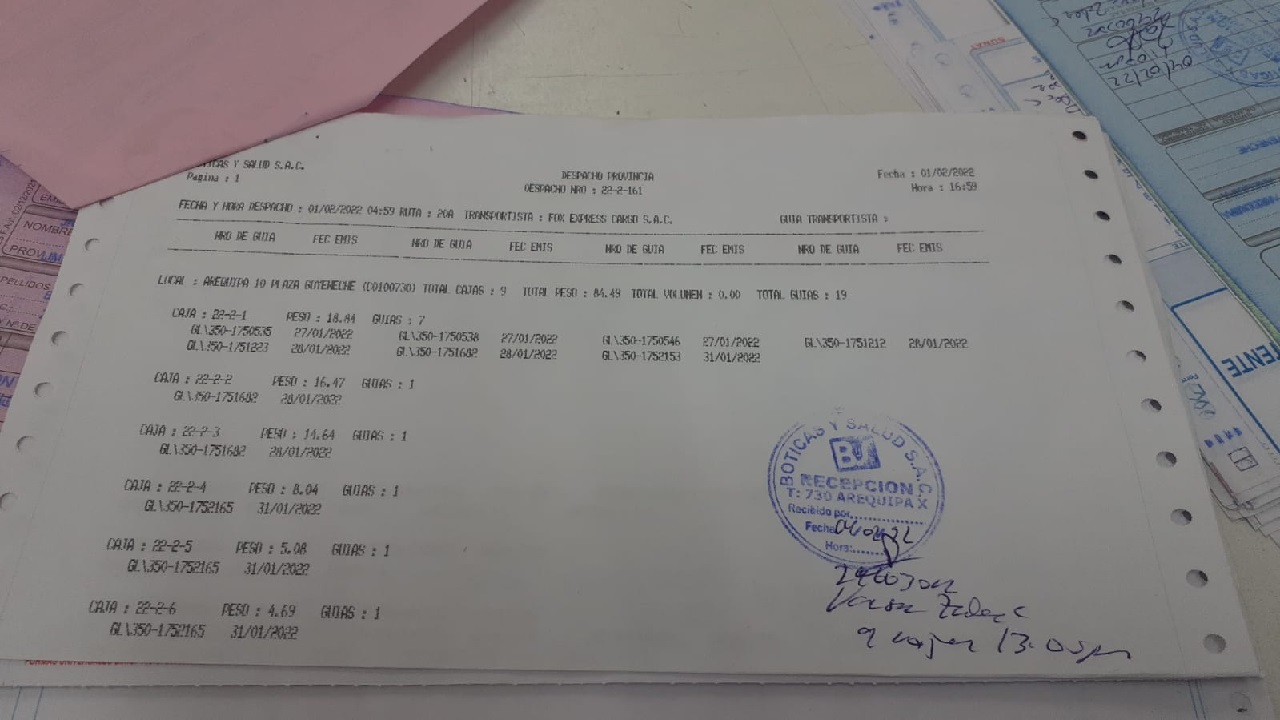 BOTICAS Y SALUD S.A.C.
Pagina : 1
DESPACHO PROVINCIA
DESPACHO NRO : 22-2-161
Fecha : 01/02/2022
Hora : 16:59
FECHA Y HORA DESPACHO : 01/02/2022 04:59 RUTA : 20A TRANSPORTISTA : FOX EXPRESS CARGO S.A.C. GUIA TRANSPORTISTA :
NRO DE GUIA FEC EMIS NRO DE GUIA FEC EMIS NRO DE GUIA FEC EMIS NRO DE GUIA FEC EMIS
LOCAL : AREQUIPA 10 PLAZA GOYENECHE (C0100730) TOTAL CAJAS : 9 TOTAL PESO : 84.49 TOTAL VOLUMEN : 0.00 TOTAL GUIAS : 19
CAJA : 22-2-1 PESO : 18.84 GUIAS : 7
GL\350-1750535 27/01/2022 GL\350-1750538 27/01/2022 GL\350-1750546 27/01/2022 GL\350-1751212 28/01/2022
GL\350-1751223 28/01/2022 GL\350-1751682 28/01/2022 GL\350-1752153 31/01/2022
CAJA : 22-2-2 PESO : 16.47 GUIAS : 1
GL\350-1751682 28/01/2022
CAJA : 22-2-3 PESO : 14.64 GUIAS : 1
GL\350-1751682 28/01/2022
CAJA : 22-2-4 PESO : 8.04 GUIAS : 1
GL\350-1752165 31/01/2022
CAJA : 22-2-5 PESO : 5.08 GUIAS : 1
GL\350-1752165 31/01/2022
CAJA : 22-2-6 PESO : 4.69 GUIAS : 1
GL\350-1752165 31/01/2022
BOTICAS Y SALUD S.A.C
RECEPCION
T: 730 AREQUIPA X
Recibido por
Fecha
Hora:
9 cajas 13:05pm
NOMBRE